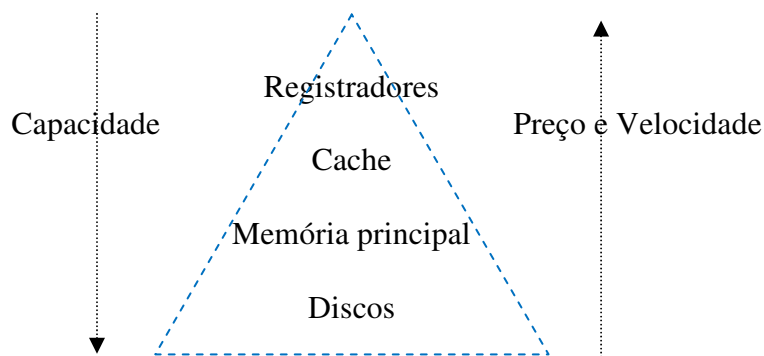 Registradores
Capacidade
Preço e Velocidade
Cache
Memória principal
Discos